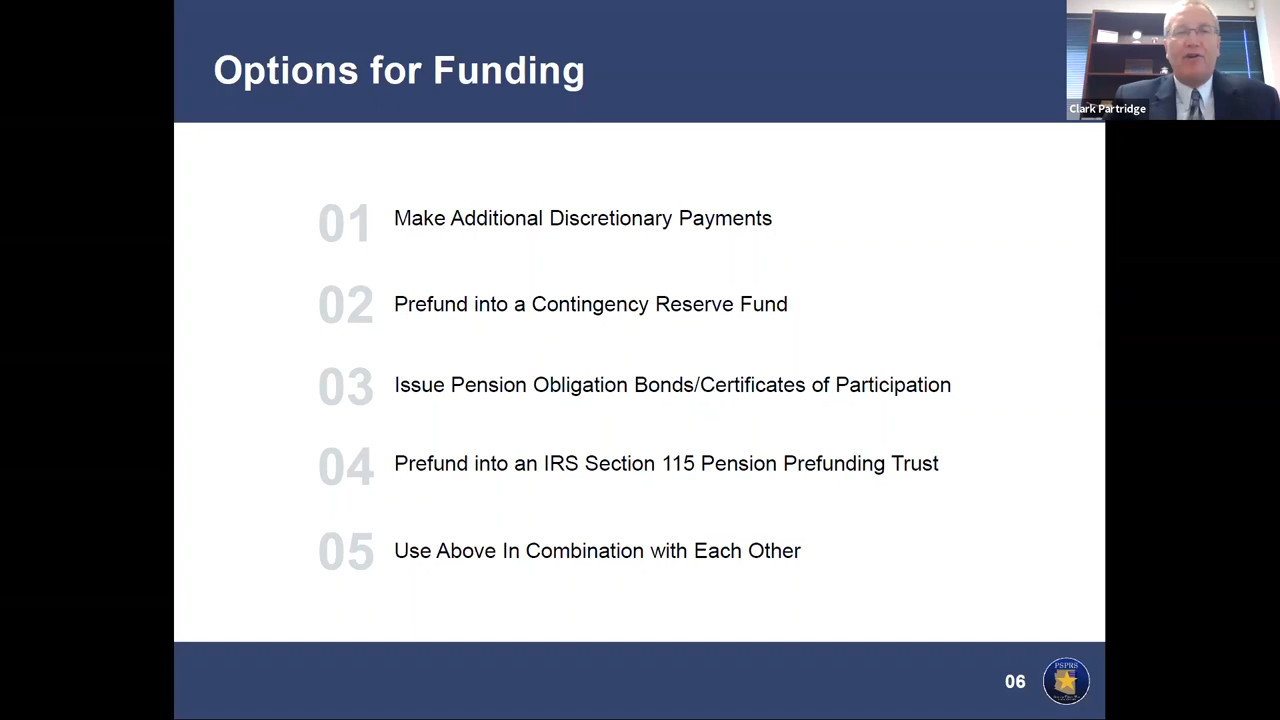 Options for Funding
Clark Partridge
01 Make Additional Discretionary Payments
02 Prefund into a Contingency Reserve Fund
03 Issue Pension Obligation Bonds/Certificates of Participation
04 Prefund into an IRS Section 115 Pension Prefunding Trust
05 Use Above In Combination with Each Other
06
PSPRS